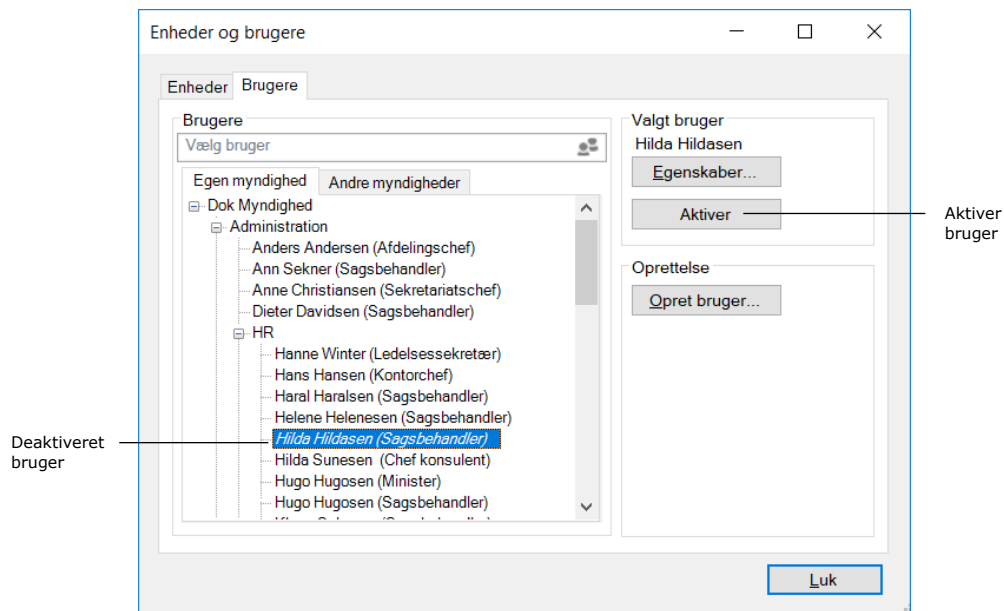 Enheder og brugere
Enheder
Brugere
Brugere
Vælg bruger
Egen myndighed
Andre myndigheder
Dok Myndighed
Administration
Anders Andersen (Afdelingschef)
Ann Sekner (Sagsbehandler)
Anne Christiansen (Sekretariatschef)
Dieter Davidsen (Sagsbehandler)
HR
Hanne Winter (Ledelsessekretær)
Hans Hansen (Kontorchef)
Haral Haralsen (Sagsbehandler)
Helene Helenesen (Sagsbehandler)
Hilda Hildasen (Sagsbehandler)
Hilda Sunesen (Chef konsulent)
Hugo Hugosen (Minister)
Hugo Hugosen (Sagsbehandler)
Valgt bruger
Hilda Hildasen
Egenskaber...
Aktiver
Oprettelse
Opret bruger...
Luk
Aktiver
bruger
Deaktiveret
bruger